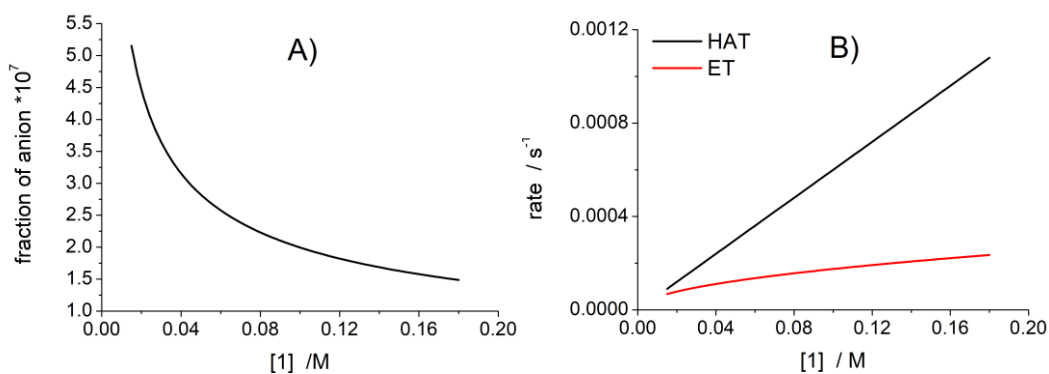 A)
5.5
5.0
4.5
4.0
3.5
3.0
2.5
2.0
1.5
1.0
fraction of anion *10⁷
0.00 0.04 0.08 0.12 0.16 0.20
[1] /M
B)
HAT
ET
0.0012
0.0008
0.0004
0.0000
rate / s⁻¹
0.00 0.04 0.08 0.12 0.16 0.20
[1] / M